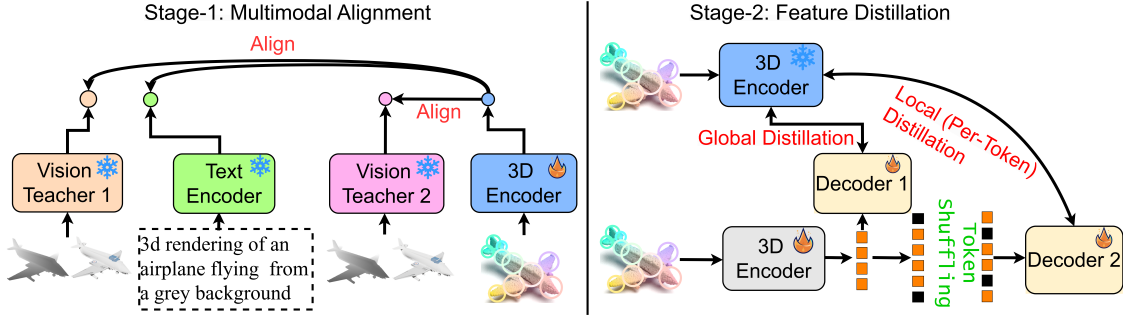 Stage-1: Multimodal Alignment
Align
Align
Vision
Teacher 1
Text
Encoder
Vision
Teacher 2
3D
Encoder
3d rendering of an
airplane flying from
a grey background
Stage-2: Feature Distillation
3D
Encoder
Local (Per-Token)
Distillation
Global Distillation
Decoder 1
3D
Encoder
Token
Shuffling
Decoder 2